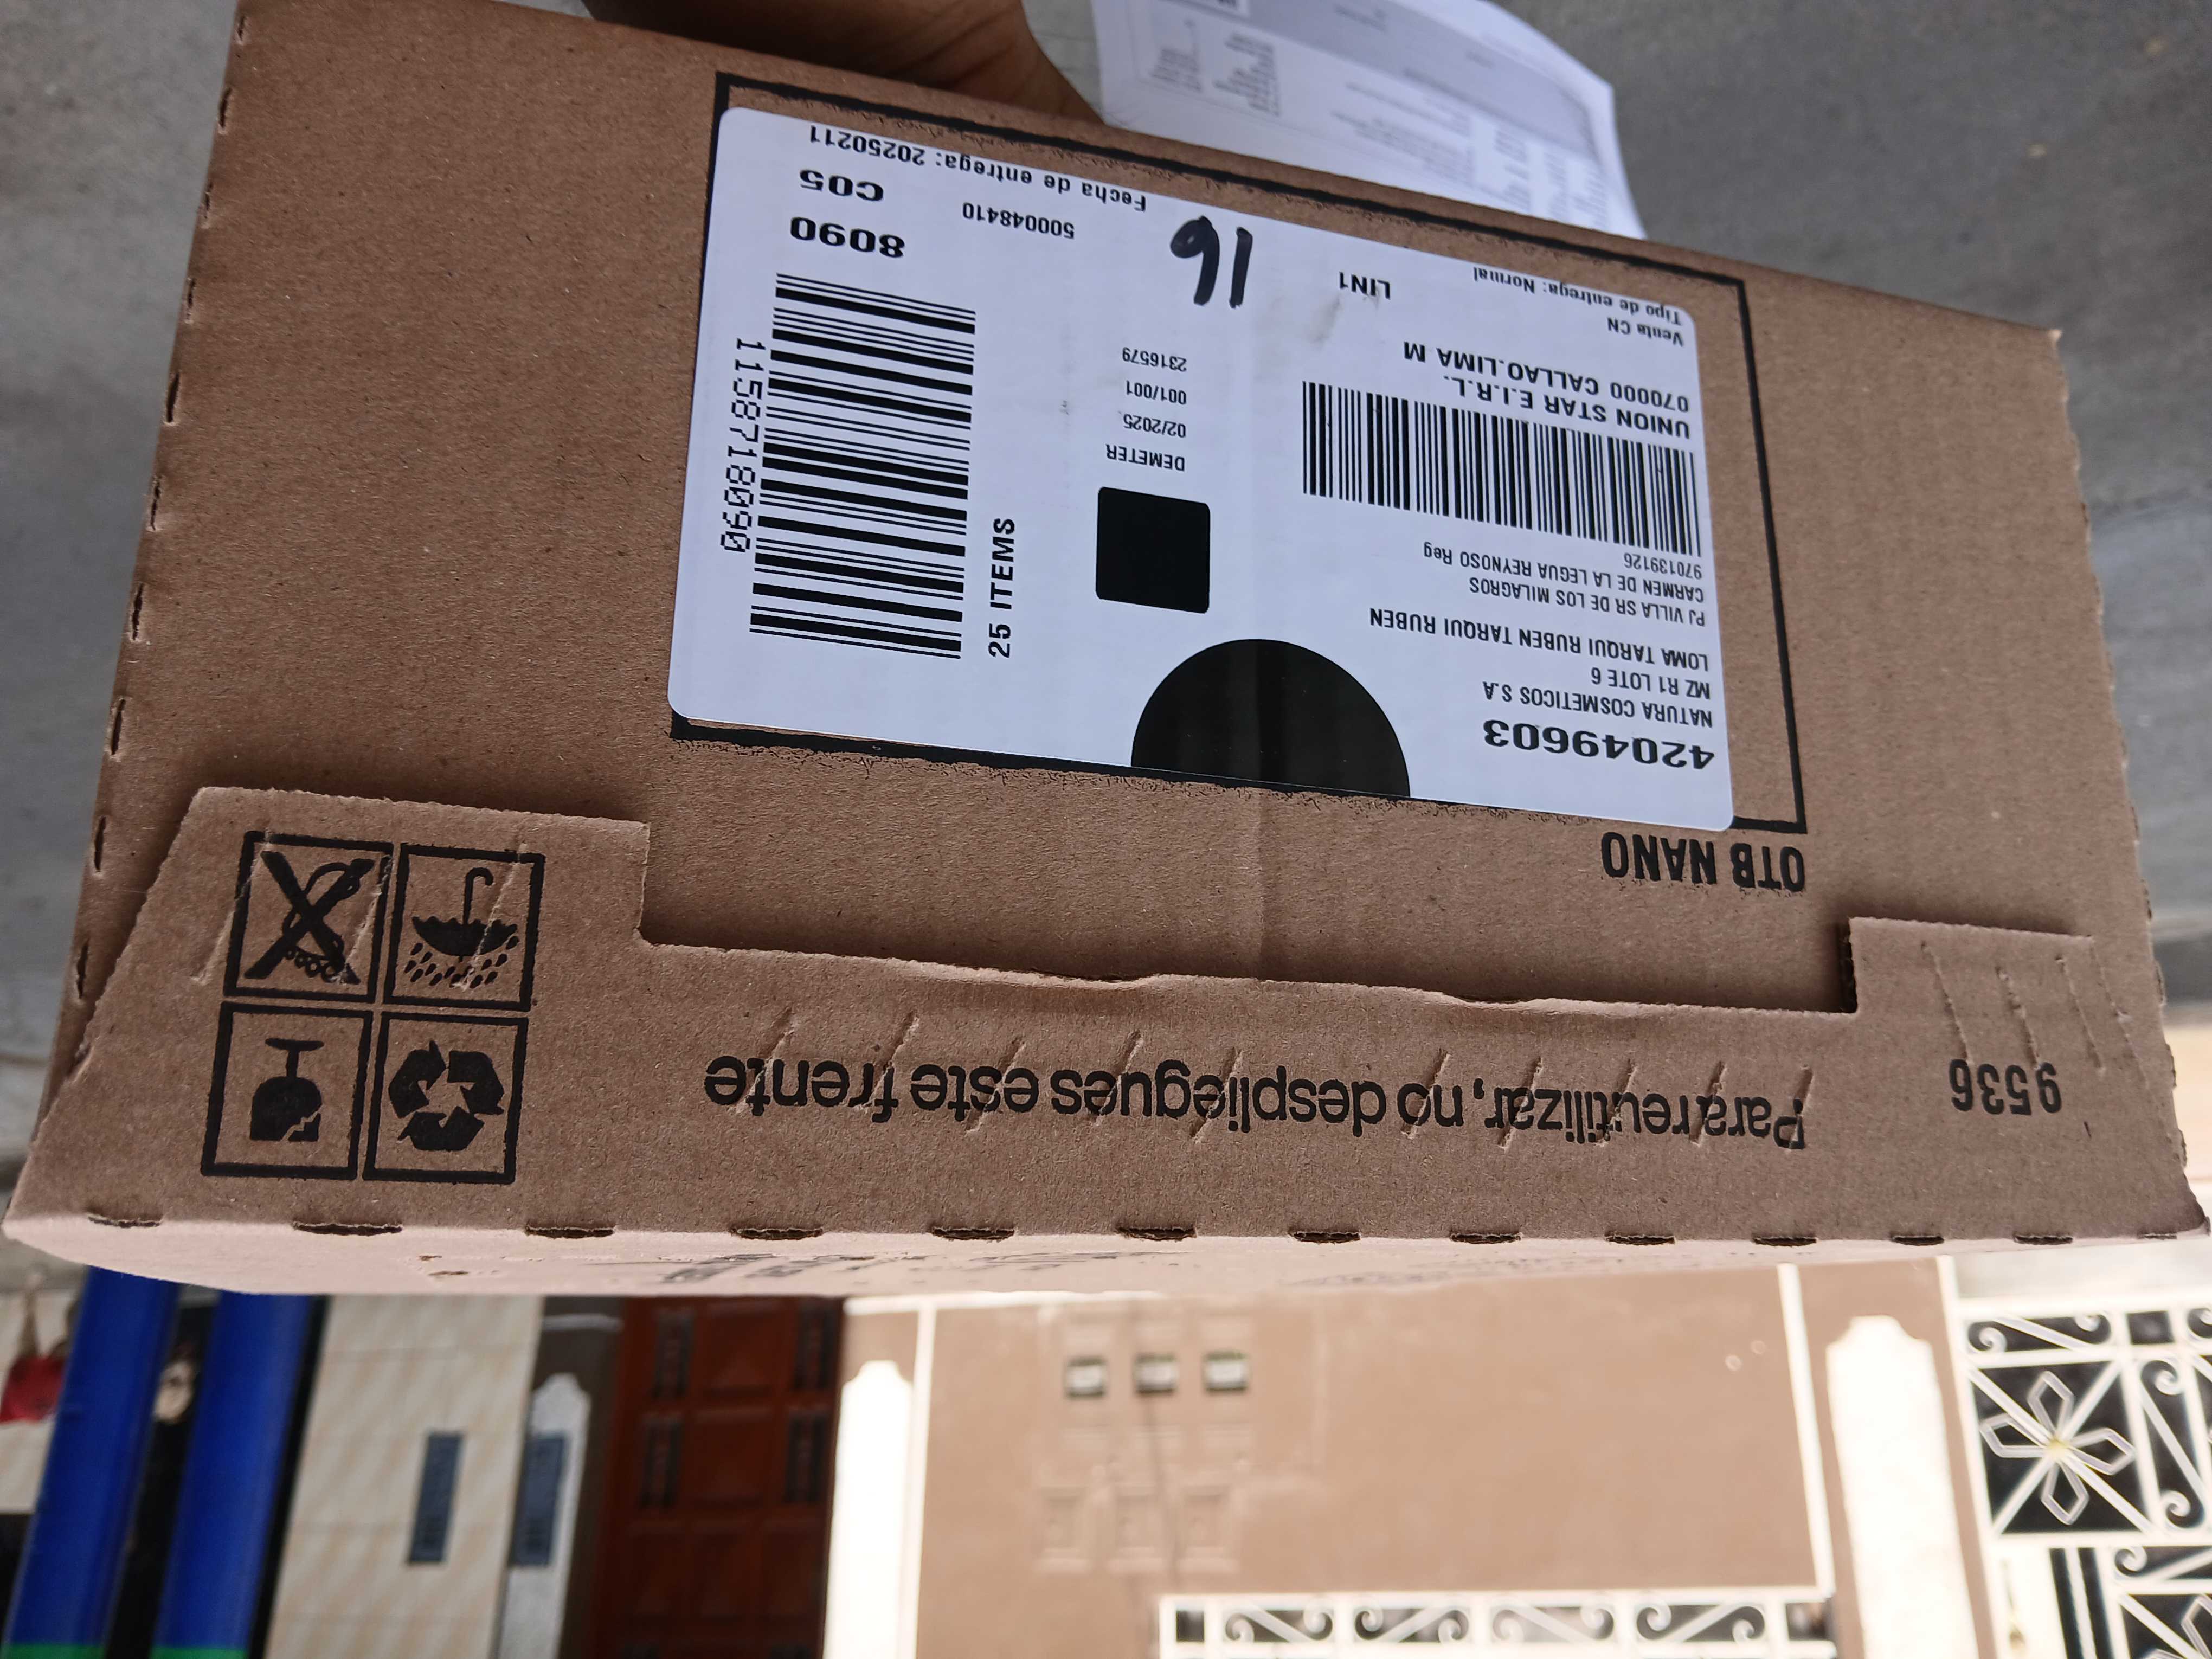 9536
Para reutilizar, no despliegues este frente
OTB NANO
42049603
NATURA COSMETICOS S.A
MZ R1 LOTE 6
LOMA TARQUI RUBEN TARQUI RUBEN
PJ VILLA SR DE LOS MILAGROS
CARMEN DE LA LEGUA REYNOSO Reg
970139126
UNION STAR E.I.R.L.
070000 CALLAO.LIMA M
Venta CN
Tipo de entrega: Normal
LIN1
DEMETER
02/2025
001/001
2316579
16
25 ITEMS
1158718090
8090
C05
500048410
Fecha de entrega: 20250211